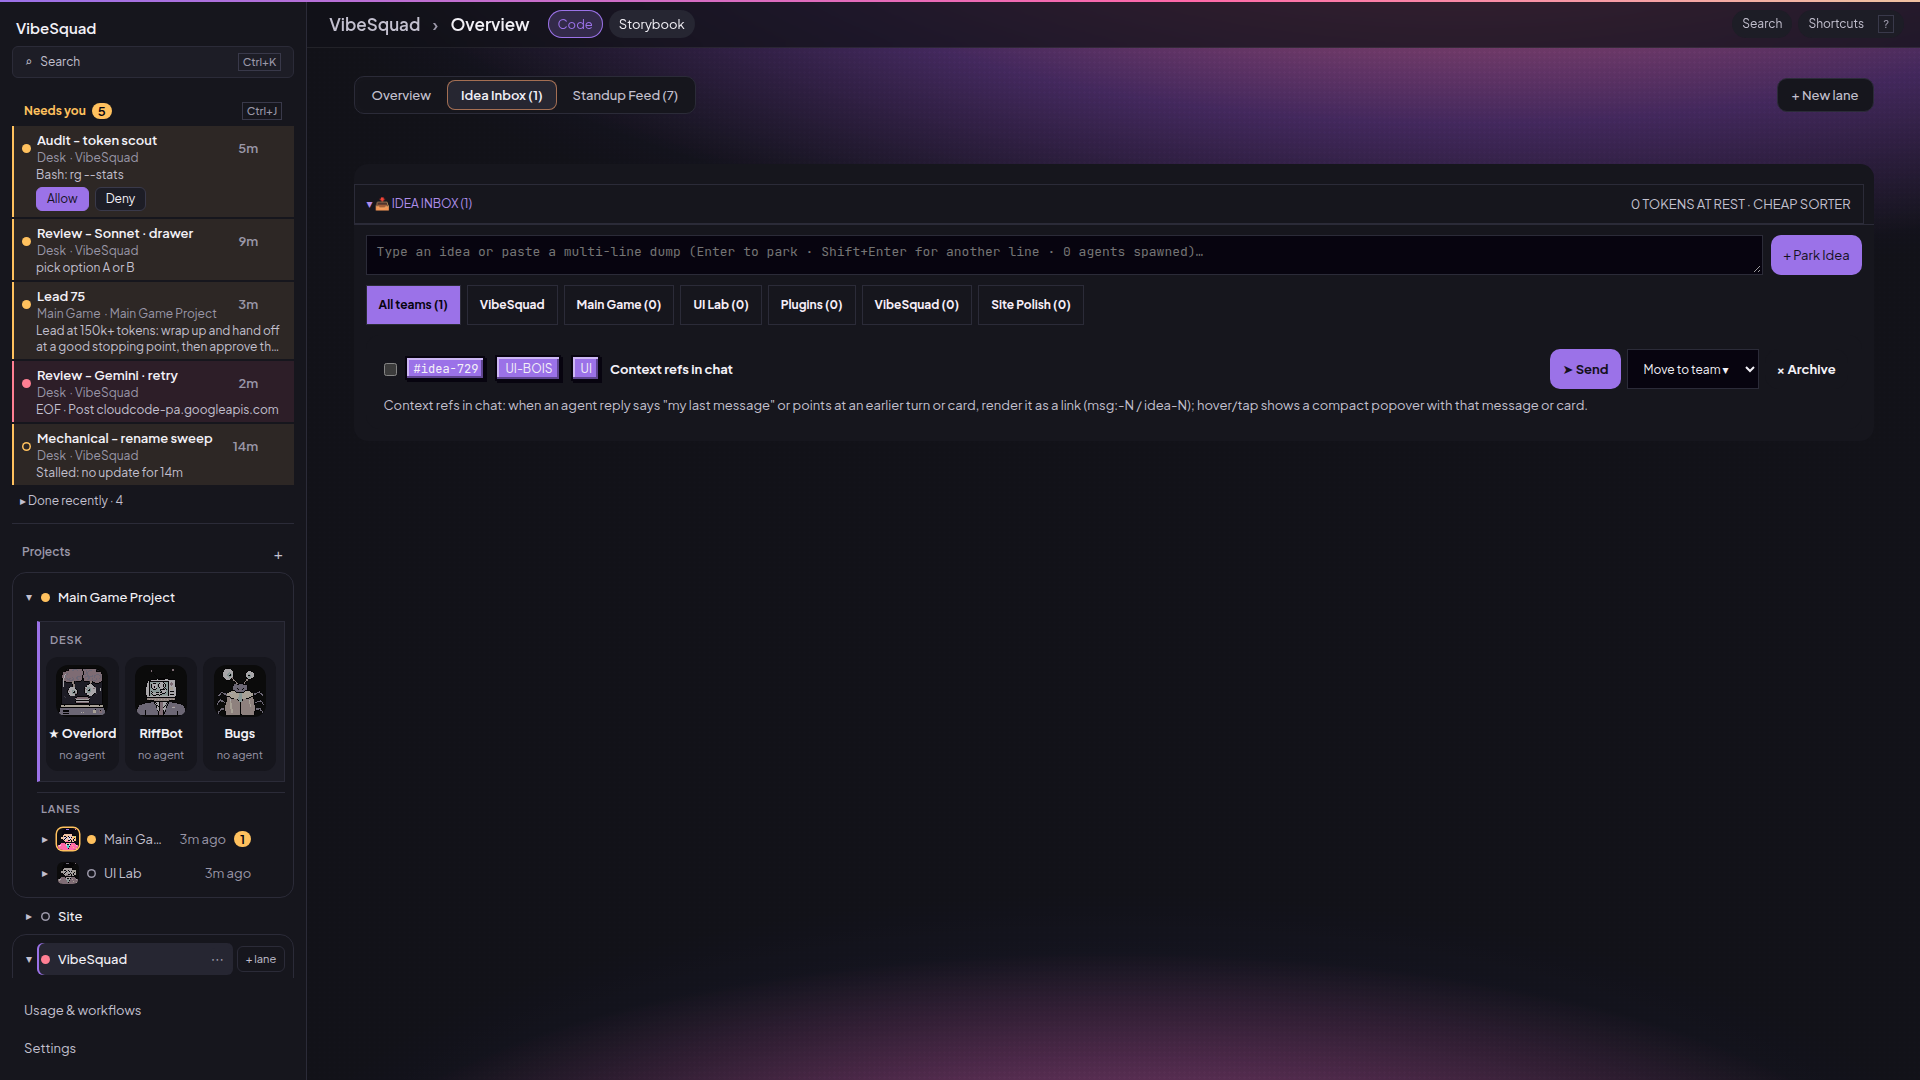 VibeSquad
Search Ctrl+K
Needs you 5 Ctrl+J
Audit – token scout 5m
Desk · VibeSquad
Bash: rg --stats
Allow Deny
Review – Sonnet · drawer 9m
Desk · VibeSquad
pick option A or B
Lead 75 3m
Main Game · Main Game Project
Lead at 150k+ tokens: wrap up and hand off
at a good stopping point, then approve th…
Review – Gemini · retry 2m
Desk · VibeSquad
EOF · Post cloudcode-pa.googleapis.com
Mechanical – rename sweep 14m
Desk · VibeSquad
Stalled: no update for 14m
▸ Done recently · 4
Projects +
▾ Main Game Project
DESK
★ Overlord RiffBot Bugs
no agent no agent no agent
LANES
▸ Main Ga… 3m ago 1
▸ UI Lab 3m ago
▸ Site
▾ VibeSquad ··· + lane
Usage & workflows
Settings
VibeSquad › Overview Code Storybook Search Shortcuts ?
Overview Idea Inbox (1) Standup Feed (7) + New lane
▾ 📥 IDEA INBOX (1) 0 TOKENS AT REST · CHEAP SORTER
Type an idea or paste a multi-line dump (Enter to park · Shift+Enter for another line · 0 agents spawned)… + Park Idea
All teams (1) VibeSquad Main Game (0) UI Lab (0) Plugins (0) VibeSquad (0) Site Polish (0)
#idea-729 UI-BOIS UI Context refs in chat ➤ Send Move to team ▾ × Archive
Context refs in chat: when an agent reply says "my last message" or points at an earlier turn or card, render it as a link (msg:-N / idea-N); hover/tap shows a compact popover with that message or card.